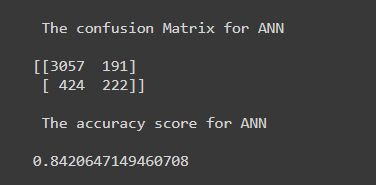 The confusion Matrix for ANN
[[3057 191]
[ 424 222]]
The accuracy score for ANN
0.8420647149460708